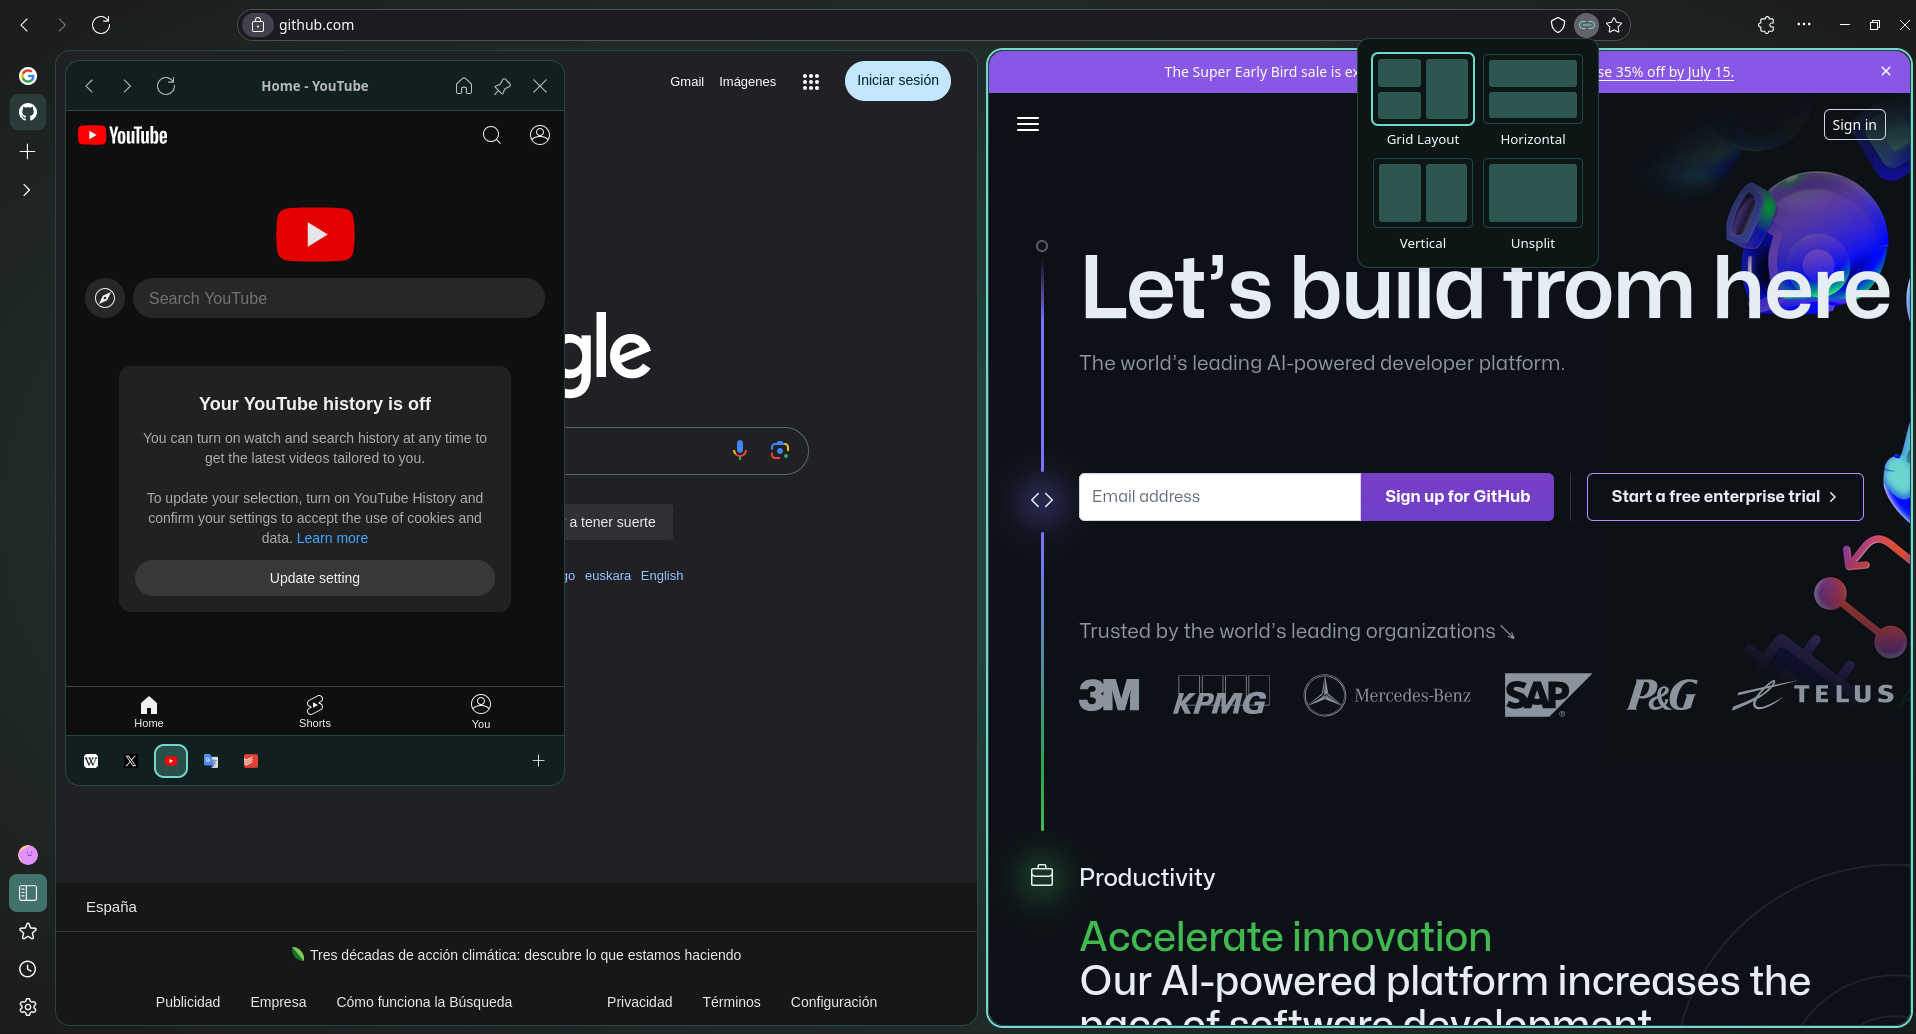 github.com
Home - YouTube
YouTube
Search YouTube
Your YouTube history is off
You can turn on watch and search history at any time to
get the latest videos tailored to you.
To update your selection, turn on YouTube History and
confirm your settings to accept the use of cookies and
data. Learn more
Update setting
Home
Shorts
You
W
X
Gmail
Imágenes
Iniciar sesión
gle
a tener suerte
go euskara English
España
Tres décadas de acción climática: descubre lo que estamos haciendo
Publicidad
Empresa
Cómo funciona la Búsqueda
Privacidad
Términos
Configuración
The Super Early Bird sale is ex
se 35% off by July 15.
Grid Layout
Horizontal
Vertical
Unsplit
Sign in
Let’s build from here
The world’s leading AI-powered developer platform.
Email address
Sign up for GitHub
Start a free enterprise trial
Trusted by the world’s leading organizations
3M
KPMG
Mercedes-Benz
SAP
P&G
TELUS
Productivity
Accelerate innovation
Our AI-powered platform increases the
pace of software development